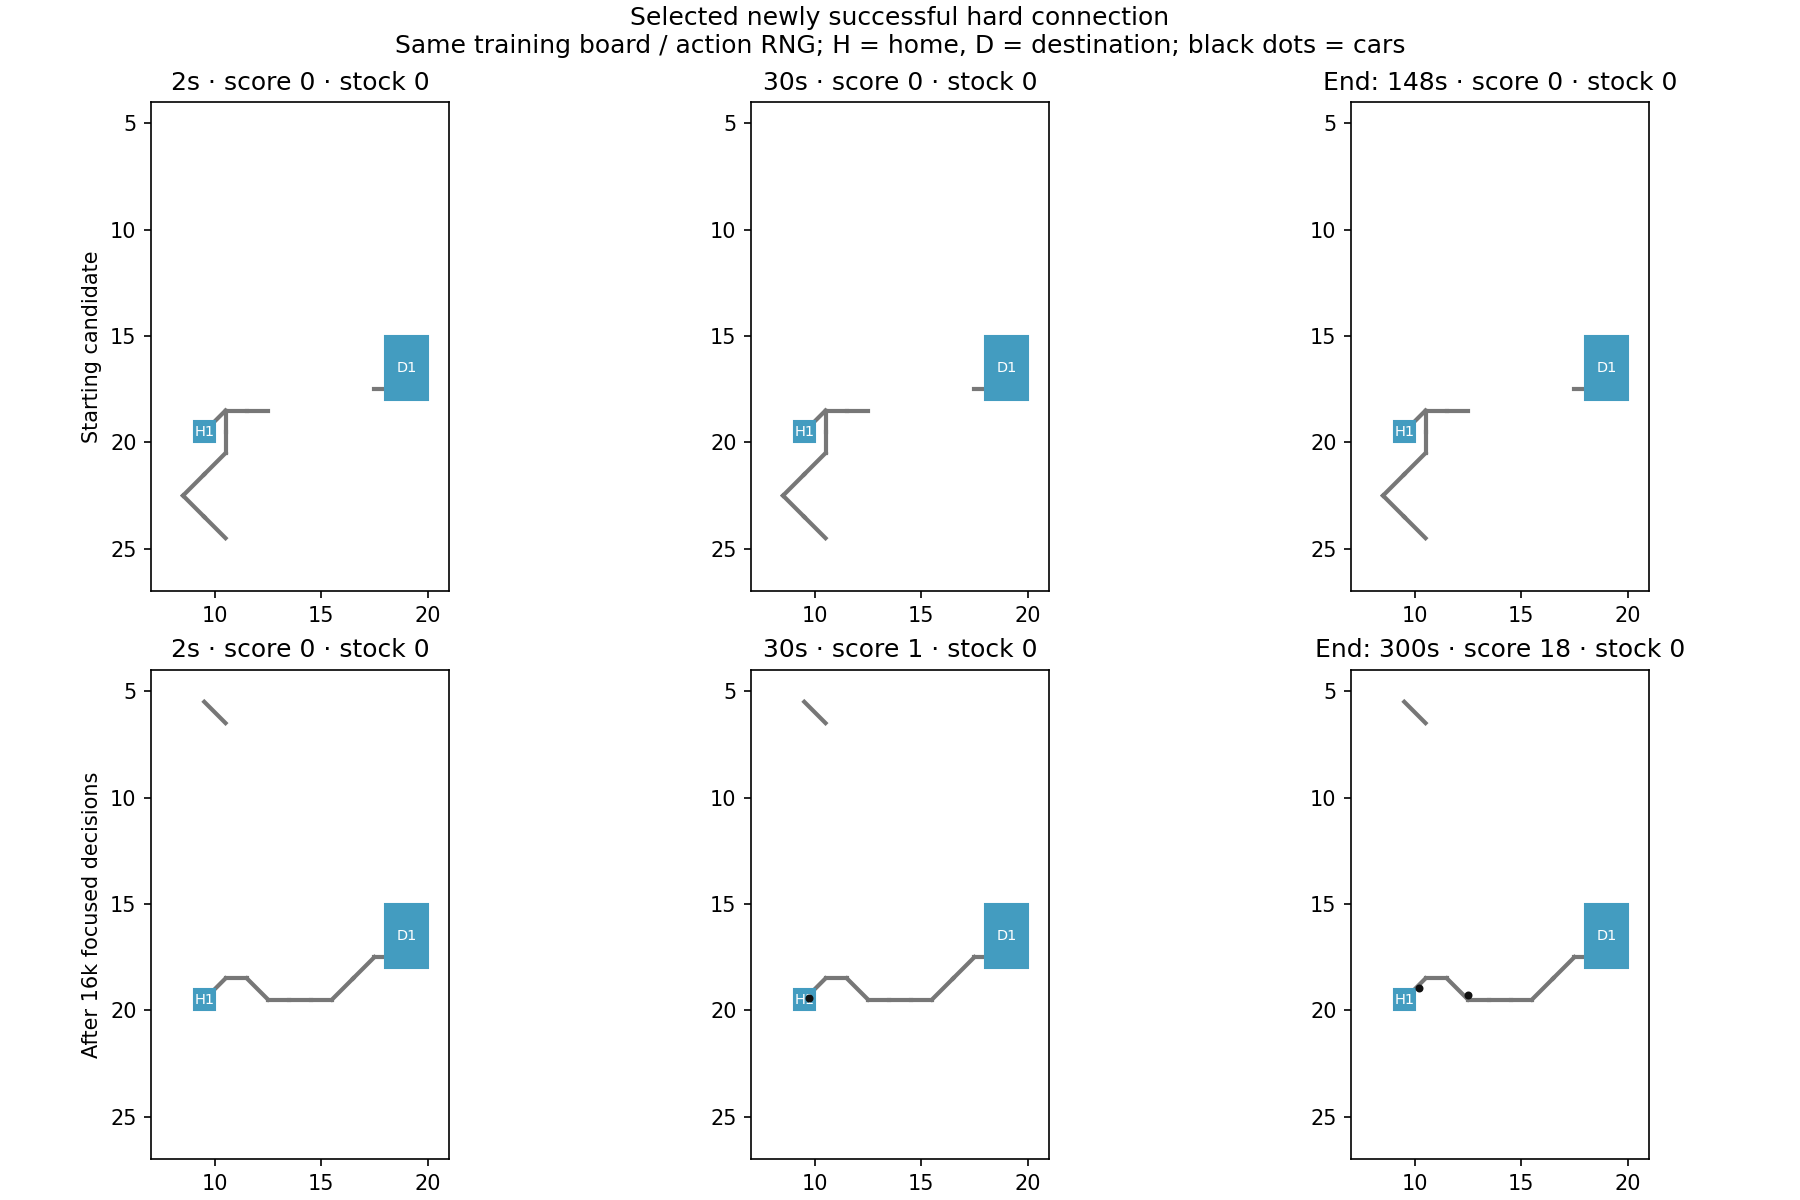 Selected newly successful hard connection
Same training board / action RNG; H = home, D = destination; black dots = cars
2s · score 0 · stock 0
30s · score 0 · stock 0
End: 148s · score 0 · stock 0
Starting candidate
5
10
15
20
25
D1
H1
10
15
20
5
10
15
20
25
D1
H1
10
15
20
5
10
15
20
25
D1
H1
10
15
20
2s · score 0 · stock 0
30s · score 1 · stock 0
End: 300s · score 18 · stock 0
After 16k focused decisions
5
10
15
20
25
D1
H1
10
15
20
5
10
15
20
25
D1
H1
10
15
20
5
10
15
20
25
D1
H1
10
15
20